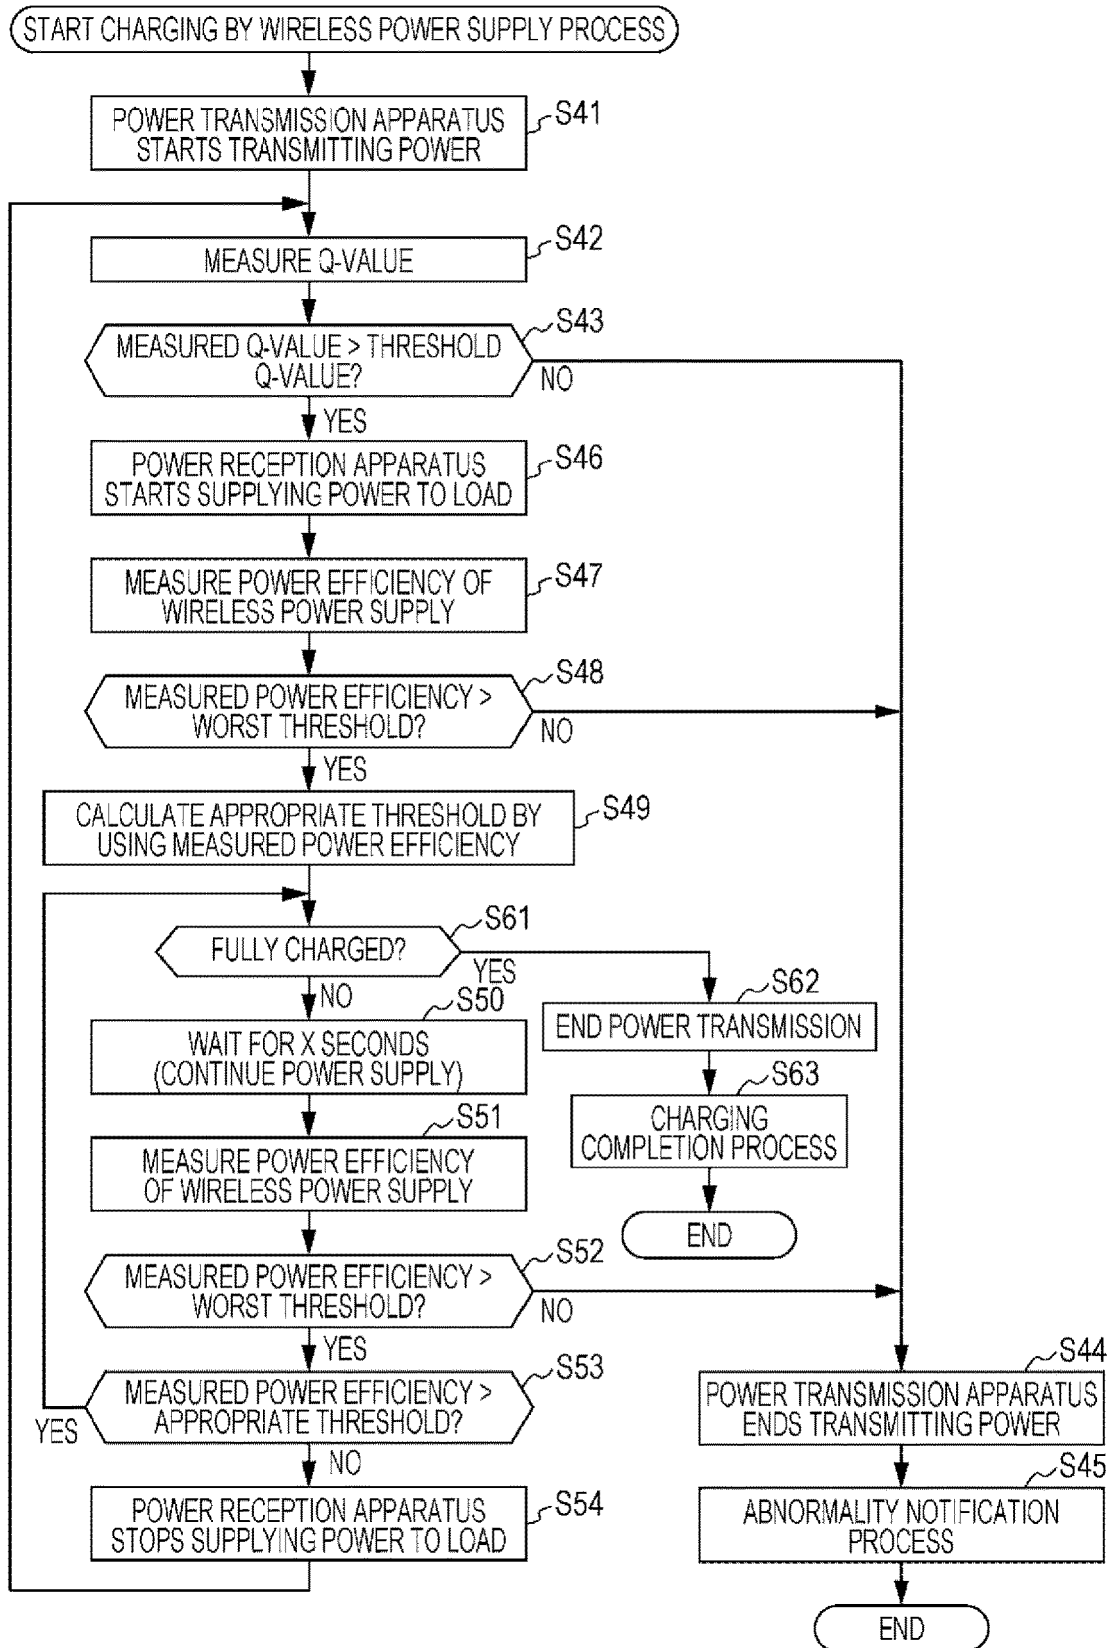 START CHARGING BY WIRELESS POWER SUPPLY PROCESS
POWER TRANSMISSION APPARATUS
STARTS TRANSMITTING POWER
S41
MEASURE Q-VALUE
S42
MEASURED Q-VALUE > THRESHOLD
Q-VALUE?
S43
NO
YES
POWER RECEPTION APPARATUS
STARTS SUPPLYING POWER TO LOAD
S46
MEASURE POWER EFFICIENCY OF
WIRELESS POWER SUPPLY
S47
MEASURED POWER EFFICIENCY >
WORST THRESHOLD?
S48
NO
YES
CALCULATE APPROPRIATE THRESHOLD BY
USING MEASURED POWER EFFICIENCY
S49
FULLY CHARGED?
S61
YES
NO
S50
WAIT FOR X SECONDS
(CONTINUE POWER SUPPLY)
S62
END POWER TRANSMISSION
S63
CHARGING
COMPLETION PROCESS
END
S51
MEASURE POWER EFFICIENCY
OF WIRELESS POWER SUPPLY
MEASURED POWER EFFICIENCY >
WORST THRESHOLD?
S52
NO
YES
MEASURED POWER EFFICIENCY >
APPROPRIATE THRESHOLD?
S53
YES
NO
POWER RECEPTION APPARATUS
STOPS SUPPLYING POWER TO LOAD
S54
S44
POWER TRANSMISSION APPARATUS
ENDS TRANSMITTING POWER
S45
ABNORMALITY NOTIFICATION
PROCESS
END